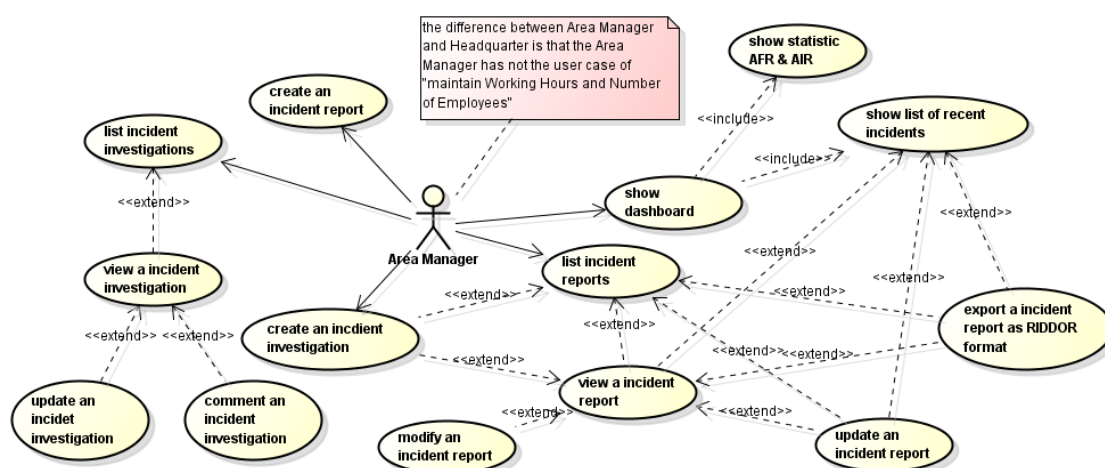 the difference between Area Manager
and Headquarter is that the Area
Manager has not the user case of
"maintain Working Hours and Number
of Employees"
show statistic
AFR & AIR
create an
incident report
list incident
investigations
show list of recent
incidents
<<include>>
<<include>>
show
dashboard
<<extend>>
<<extend>>
Area Manager
list incident
reports
view a incident
investigation
<<extend>>
<<extend>>
<<extend>>
<<extend>>
<<extend>>
export a incident
report as RIDDOR
format
create an incdient
investigation
<<extend>>
<<extend>>
<<extend>>
<<extend>>
<<extend>>
<<extend>>
view a incident
report
update an
incidet
investigation
comment an
incident
investigation
<<extend>>
<<extend>>
modify an
incident report
update an
incident report